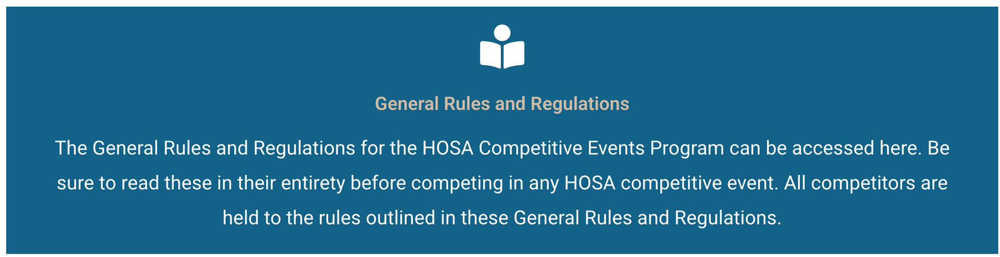 General Rules and Regulations
The General Rules and Regulations for the HOSA Competitive Events Program can be accessed here. Be
sure to read these in their entirety before competing in any HOSA competitive event. All competitors are
held to the rules outlined in these General Rules and Regulations.